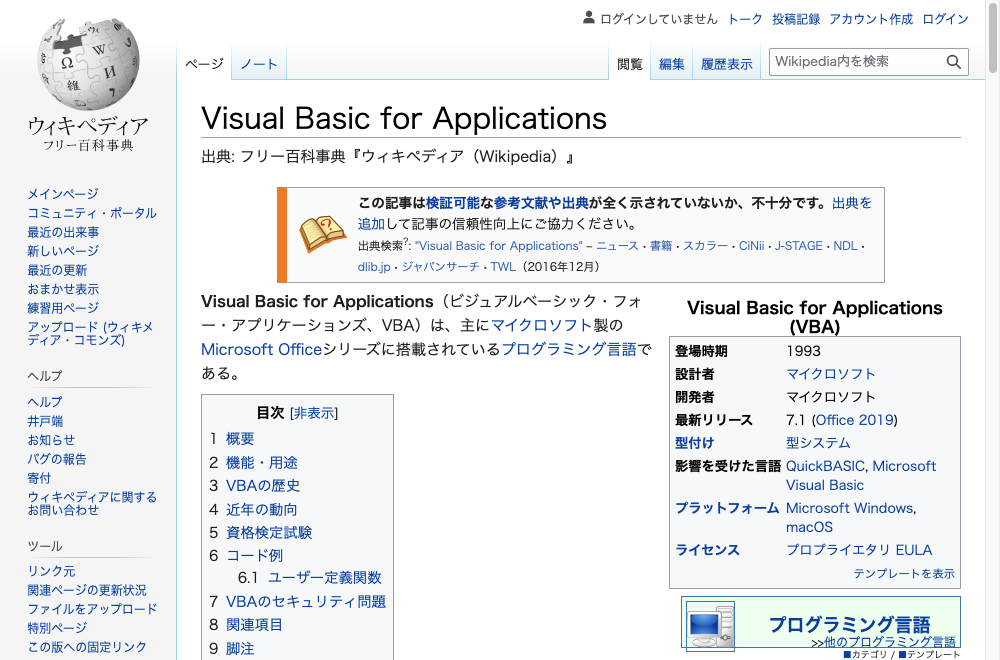 ログインしていません トーク 投稿記録 アカウント作成 ログイン
ページ ノート 閲覧 編集 履歴表示 Wikipedia内を検索
ウィキペディア
フリー百科事典
メインページ
コミュニティ・ポータル
最近の出来事
新しいページ
最近の更新
おまかせ表示
練習用ページ
アップロード (ウィキメ
ディア・コモンズ)
ヘルプ
ヘルプ
井戸端
お知らせ
バグの報告
寄付
ウィキペディアに関する
お問い合わせ
ツール
リンク元
関連ページの更新状況
ファイルをアップロード
特別ページ
この版への固定リンク
Visual Basic for Applications
出典: フリー百科事典『ウィキペディア（Wikipedia）』
この記事は検証可能な参考文献や出典が全く示されていないか、不十分です。出典を
追加して記事の信頼性向上にご協力ください。
出典検索?: "Visual Basic for Applications" – ニュース · 書籍 · スカラー · CiNii · J-STAGE · NDL ·
dlib.jp · ジャパンサーチ · TWL（2016年12月）
Visual Basic for Applications（ビジュアルベーシック・フォ
ー・アプリケーションズ、VBA）は、主にマイクロソフト製の
Microsoft Officeシリーズに搭載されているプログラミング言語で
ある。
目次 [非表示]
1 概要
2 機能・用途
3 VBAの歴史
4 近年の動向
5 資格検定試験
6 コード例
6.1 ユーザー定義関数
7 VBAのセキュリティ問題
8 関連項目
9 脚注
Visual Basic for Applications
(VBA)
登場時期 1993
設計者 マイクロソフト
開発者 マイクロソフト
最新リリース 7.1 (Office 2019)
型付け 型システム
影響を受けた言語 QuickBASIC, Microsoft
Visual Basic
プラットフォーム Microsoft Windows,
macOS
ライセンス プロプライエタリ EULA
テンプレートを表示
プログラミング言語
>>他のプログラミング言語
■カテゴリ / ■テンプレート